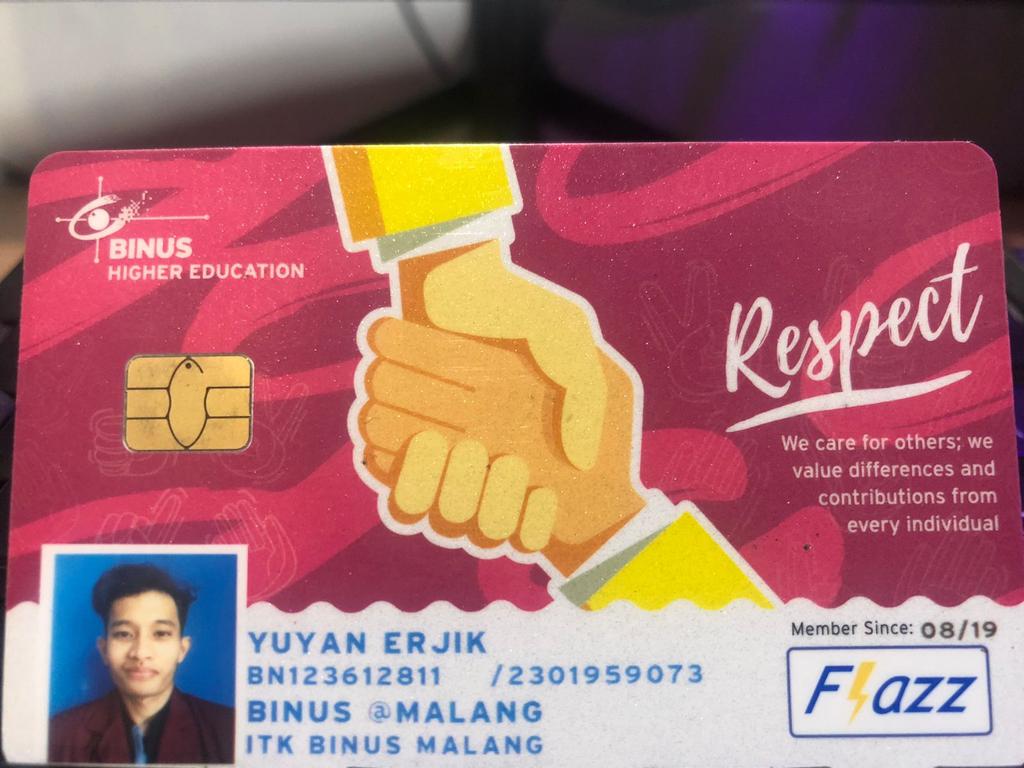 BINUS
HIGHER EDUCATION
Respect
We care for others; we
value differences and
contributions from
every individual
Member Since: 08/19
Flazz
YUYAN ERJIK
BN123612811 /2301959073
BINUS @MALANG
ITK BINUS MALANG